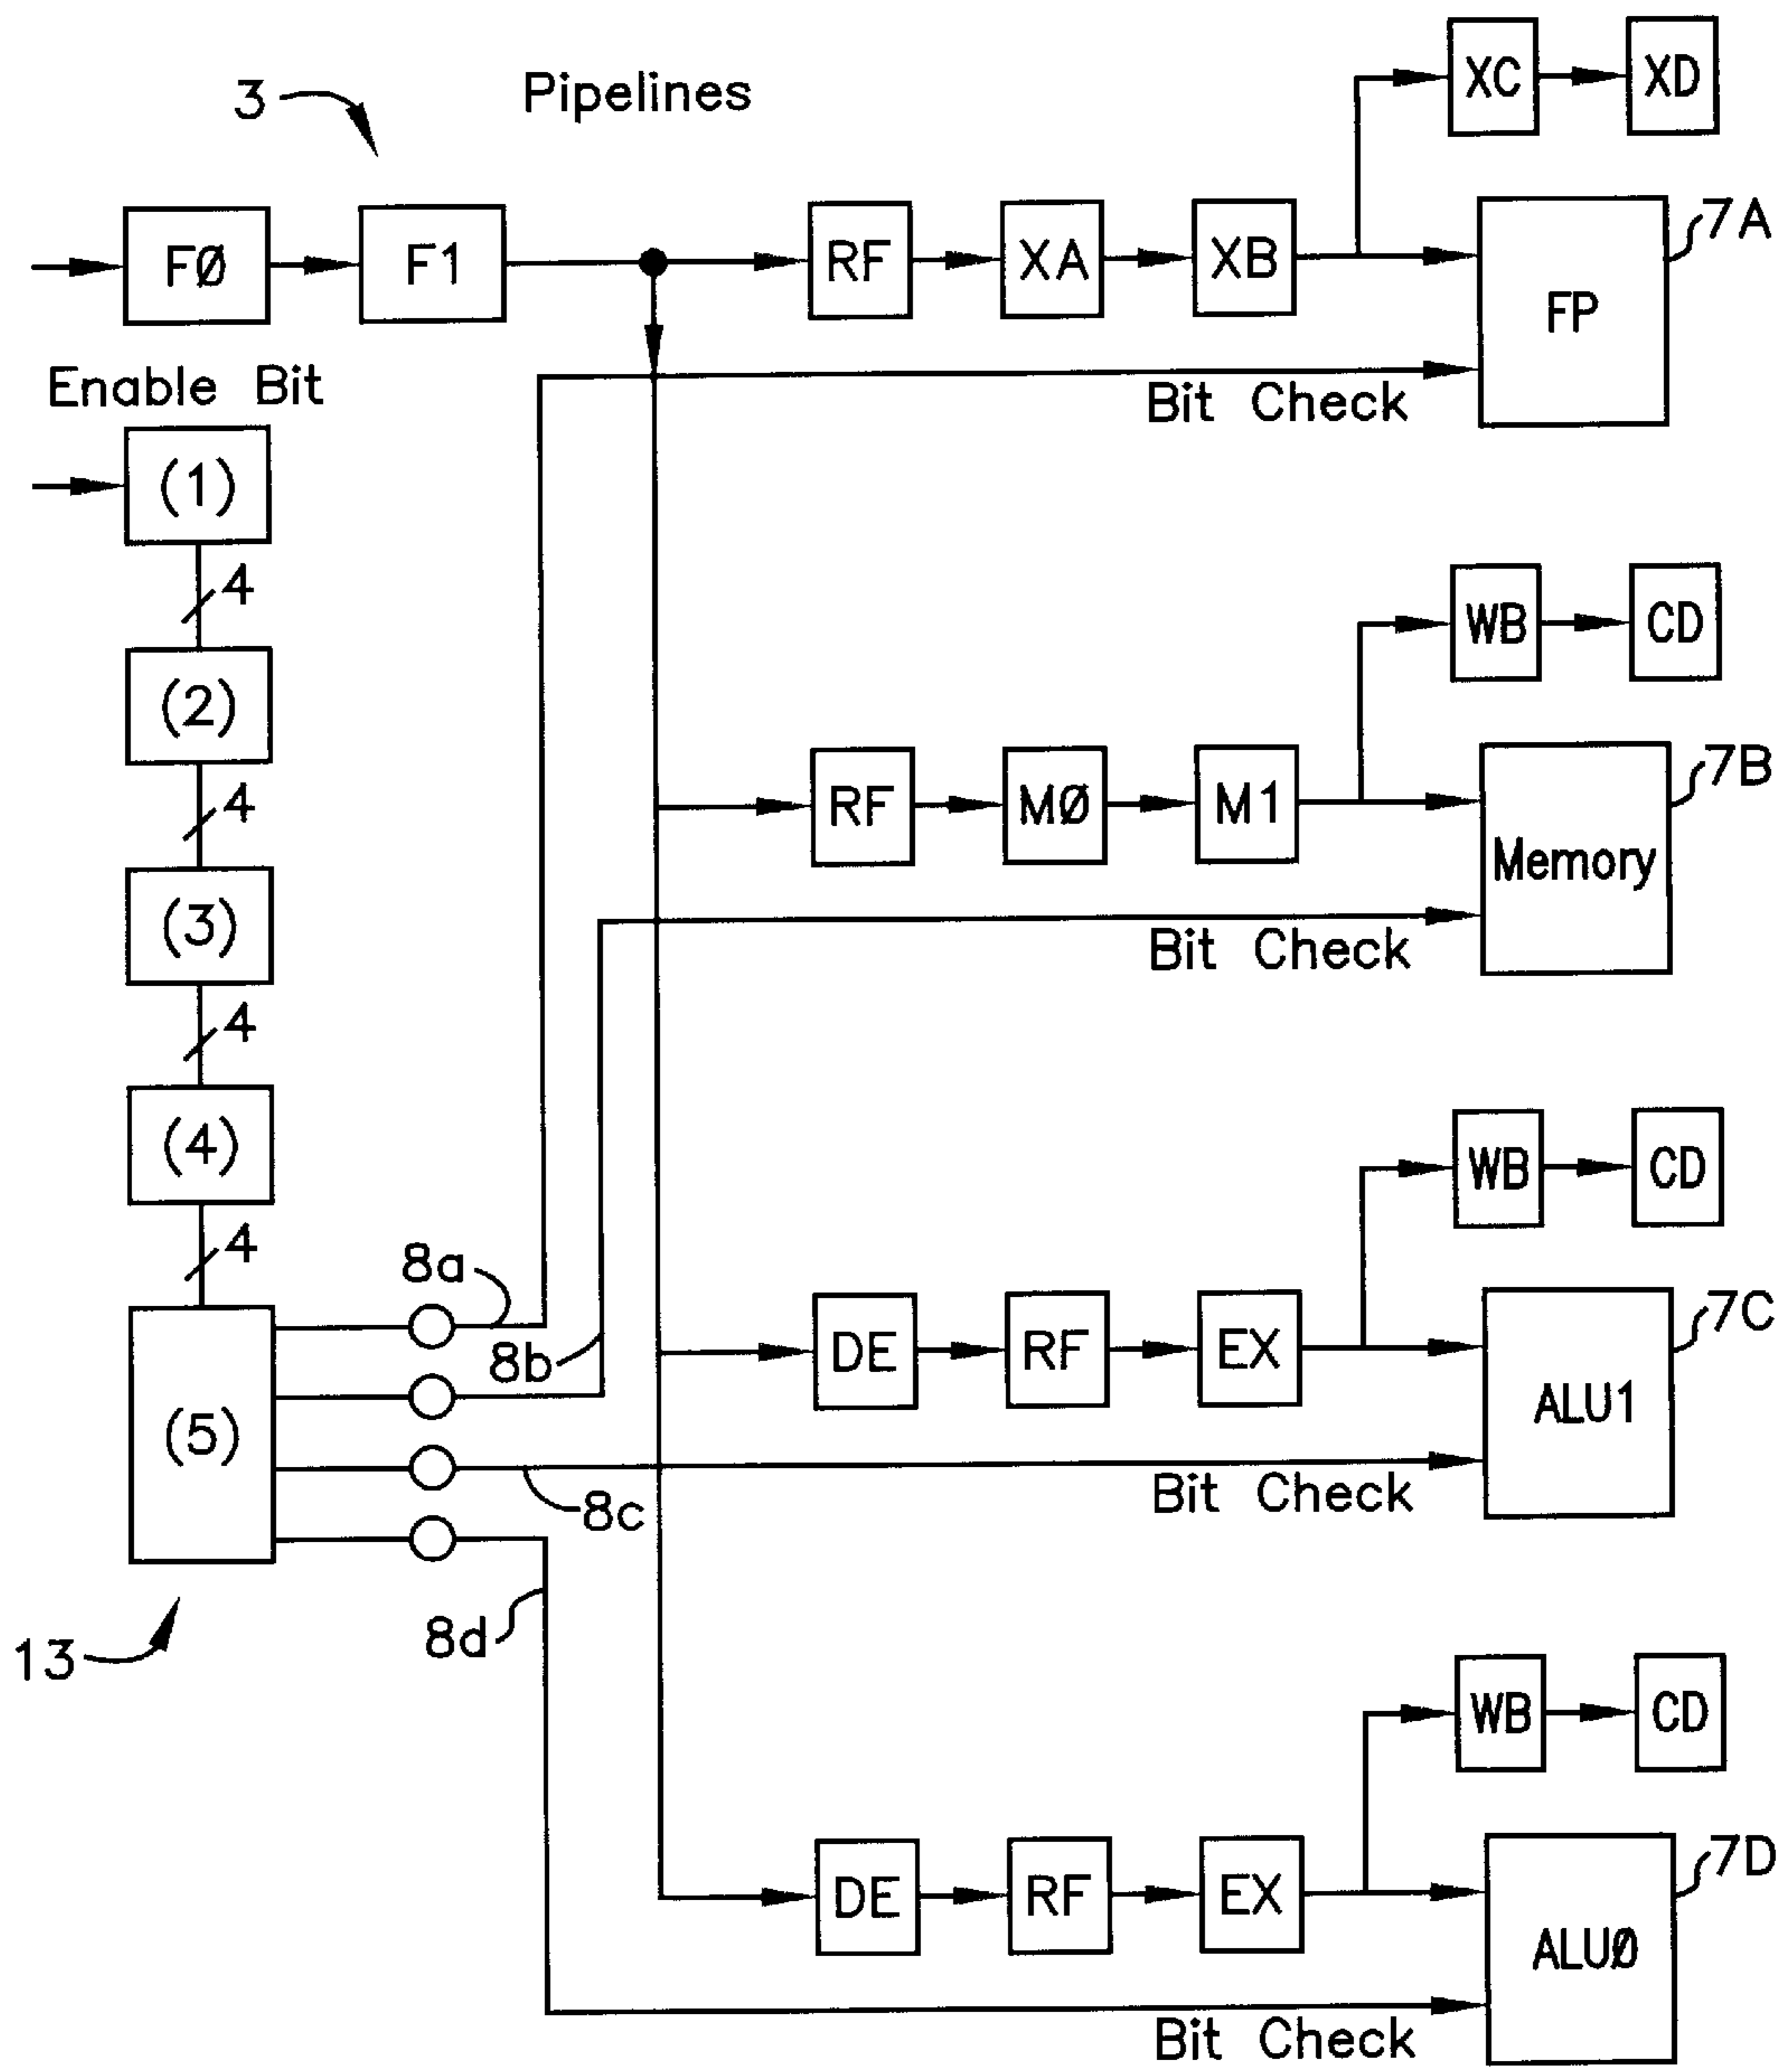 Pipelines
3
XC
XD
7A
FØ
F1
RF
XA
XB
FP
Enable Bit
Bit Check
(1)
4
WB
CD
(2)
7B
4
RF
MØ
M1
Memory
(3)
Bit Check
4
(4)
WB
CD
4
8a
7C
8b
DE
RF
EX
ALU1
(5)
8c
Bit Check
8d
13
WB
CD
7D
DE
RF
EX
ALUØ
Bit Check